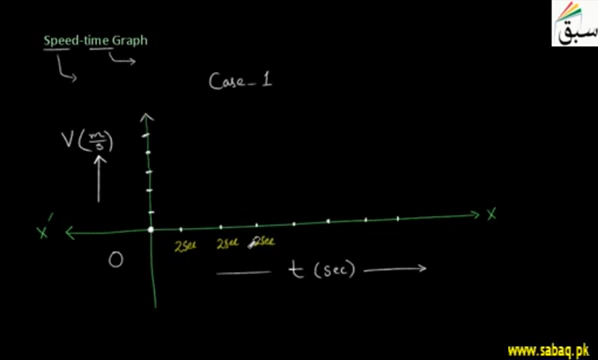 سبق
Speed-time Graph
Case-1
V(m/s)
X'
X
2sec 2sec 2sec
O
t (sec)
www.sabaq.pk